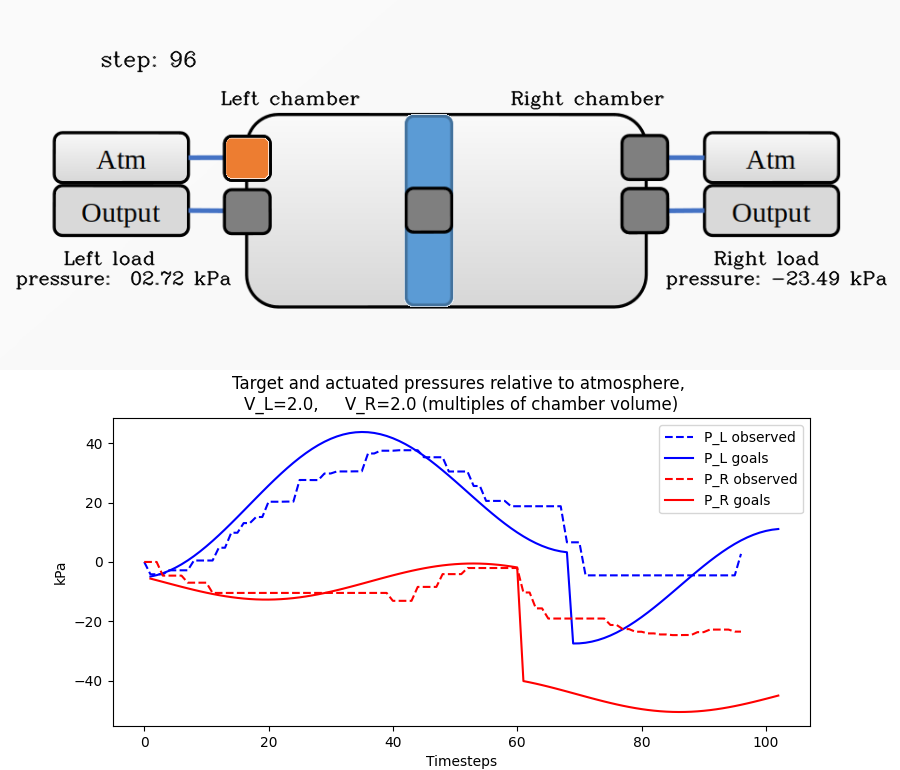 step: 96
Left chamber
Right chamber
Atm
Atm
Output
Output
Left load
pressure: 02.72 kPa
Right load
pressure: −23.49 kPa
Target and actuated pressures relative to atmosphere,
V_L=2.0, V_R=2.0 (multiples of chamber volume)
P_L observed
P_L goals
P_R observed
P_R goals
40
20
0
−20
−40
kPa
0 20 40 60 80 100
Timesteps